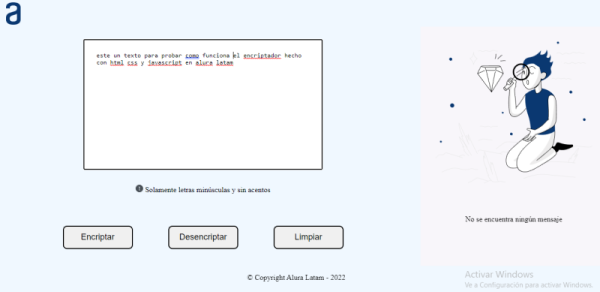 a
este un texto para probar como funciona el encriptador hecho
con html css y javascript en alura latam
Solamente letras minúsculas y sin acentos
Encriptar
Desencriptar
Limpiar
No se encuentra ningún mensaje
© Copyright Alura Latam - 2022
Activar Windows
Ve a Configuración para activar Windows.